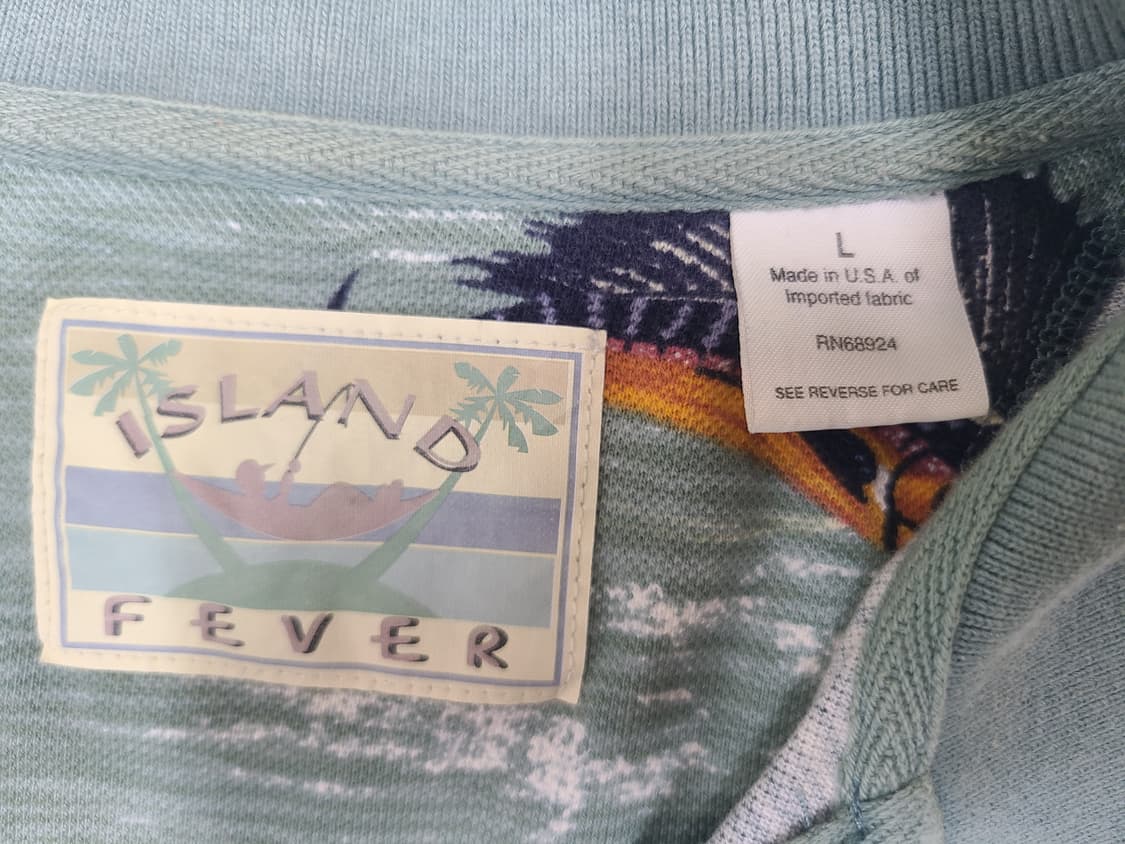 ISLAND
FEVER
L
Made in U.S.A. of
Imported fabric
RN68924
SEE REVERSE FOR CARE